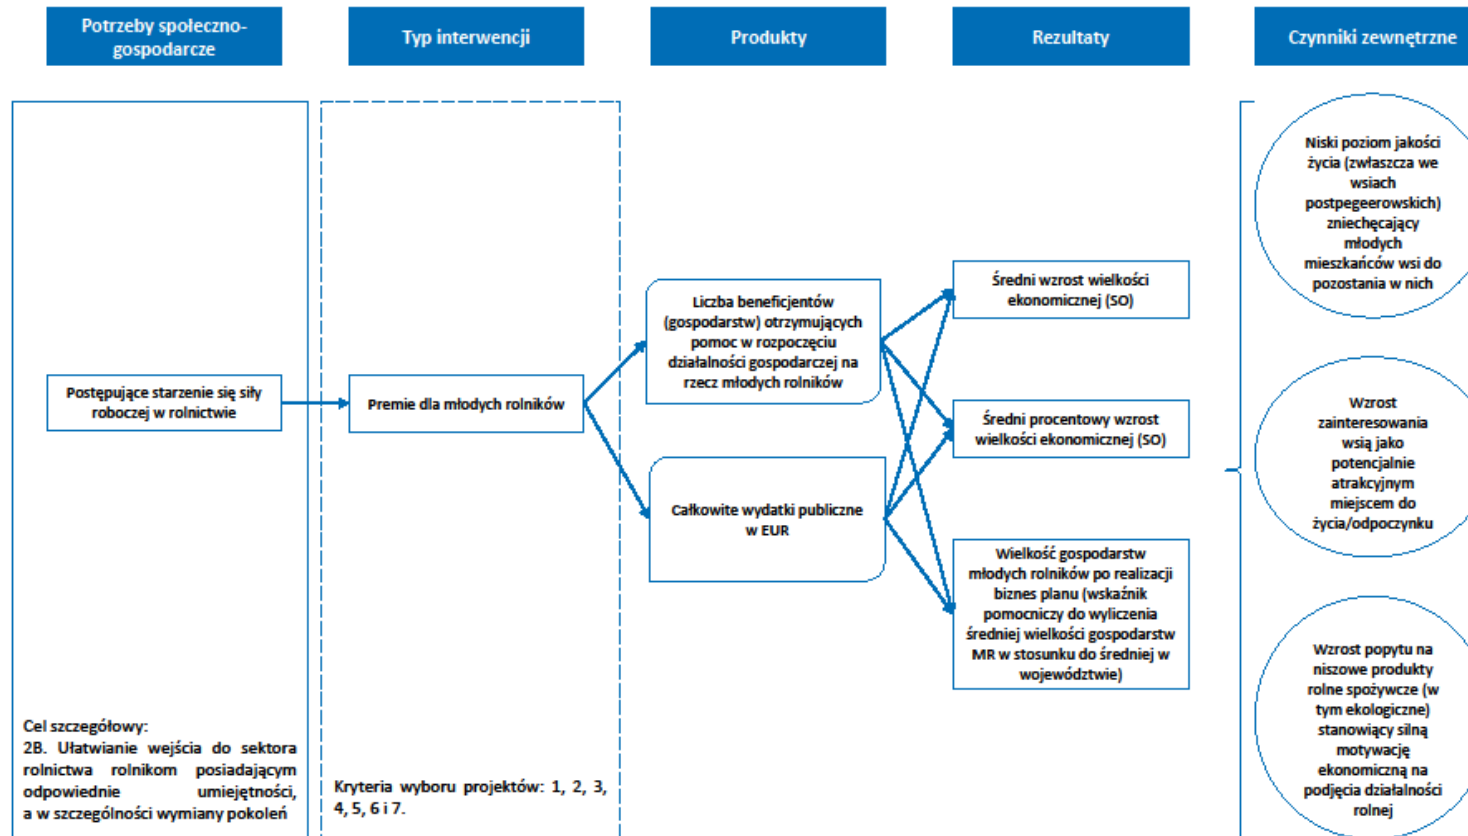 Potrzeby społeczno-
gospodarcze
Typ interwencji
Produkty
Rezultaty
Czynniki zewnętrzne
Postępujące starzenie się siły
roboczej w rolnictwie
Cel szczegółowy:
2B. Ułatwianie wejścia do sektora
rolnictwa rolnikom posiadającym
odpowiednie umiejętności,
a w szczególności wymiany pokoleń
Premie dla młodych rolników
Kryteria wyboru projektów: 1, 2, 3,
4, 5, 6 i 7.
Liczba beneficjentów
(gospodarstw) otrzymujących
pomoc w rozpoczęciu
działalności gospodarczej na
rzecz młodych rolników
Całkowite wydatki publiczne
w EUR
Średni wzrost wielkości
ekonomicznej (SO)
Średni procentowy wzrost
wielkości ekonomicznej (SO)
Wielkość gospodarstw
młodych rolników po realizacji
biznes planu (wskaźnik
pomocniczy do wyliczenia
średniej wielkości gospodarstw
MR w stosunku do średniej w
województwie)
Niski poziom jakości
życia (zwłaszcza we
wsiach
postpegeerowskich)
zniechęcający
młodych
mieszkańców wsi do
pozostania w nich
Wzrost
zainteresowania
wsią jako
potencjalnie
atrakcyjnym
miejscem do
życia/odpoczynku
Wzrost popytu na
niszowe produkty
rolne spożywcze (w
tym ekologiczne)
stanowiący silną
motywację
ekonomiczną na
podjęcia działalności
rolnej